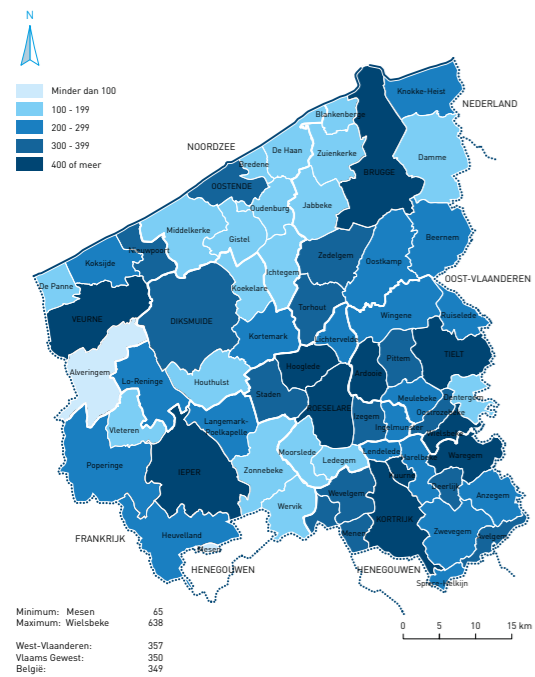 N
Minder dan 100
100 - 199
200 - 299
300 - 399
400 of meer
NOORDZEE
NEDERLAND
OOST-VLAANDEREN
FRANKRIJK
HENEGOUWEN
HENEGOUWEN
Knokke-Heist
Blankenberge
De Haan
Zuienkerke
Damme
Bredene
BRUGGE
OOSTENDE
Oudenburg
Jabbeke
Middelkerke
Gistel
Beernem
Nieuwpoort
Zedelgem
Oostkamp
Koksijde
Ichtegem
De Panne
Koekelare
Torhout
VEURNE
DIKSMUIDE
Wingene
Ruiselede
Kortemark
Lichtervelde
TIELT
Pittem
Alveringem
Lo-Reninge
Houthulst
Hooglede
Ardooie
Staden
Meulebeke
Dentergem
ROESELARE
Oostrozebeke
Izegem
Langemark-
Poelkapelle
Ingelmunster
Vleteren
Wielsbeke
Moorslede
Lendelede
Harelbeke
Waregem
Ledegem
Poperinge
IEPER
Zonnebeke
Kuurne
Deerlijk
Wevelgem
Anzegem
Wervik
KORTRIJK
Zwevegem
Menen
Avelgem
Heuvelland
Mesen
Spiere-Helkijn
Minimum: Mesen 65
Maximum: Wielsbeke 638
West-Vlaanderen: 357
Vlaams Gewest: 350
België: 349
0 5 10 15 km